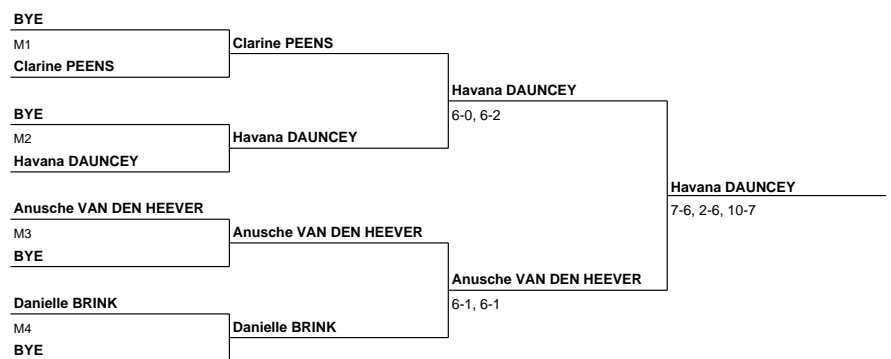 BYE
M1
Clarine PEENS
Clarine PEENS
BYE
M2
Havana DAUNCEY
Havana DAUNCEY
Havana DAUNCEY
6-0, 6-2
Anusche VAN DEN HEEVER
M3
BYE
Anusche VAN DEN HEEVER
Danielle BRINK
M4
BYE
Danielle BRINK
Anusche VAN DEN HEEVER
6-1, 6-1
Havana DAUNCEY
7-6, 2-6, 10-7